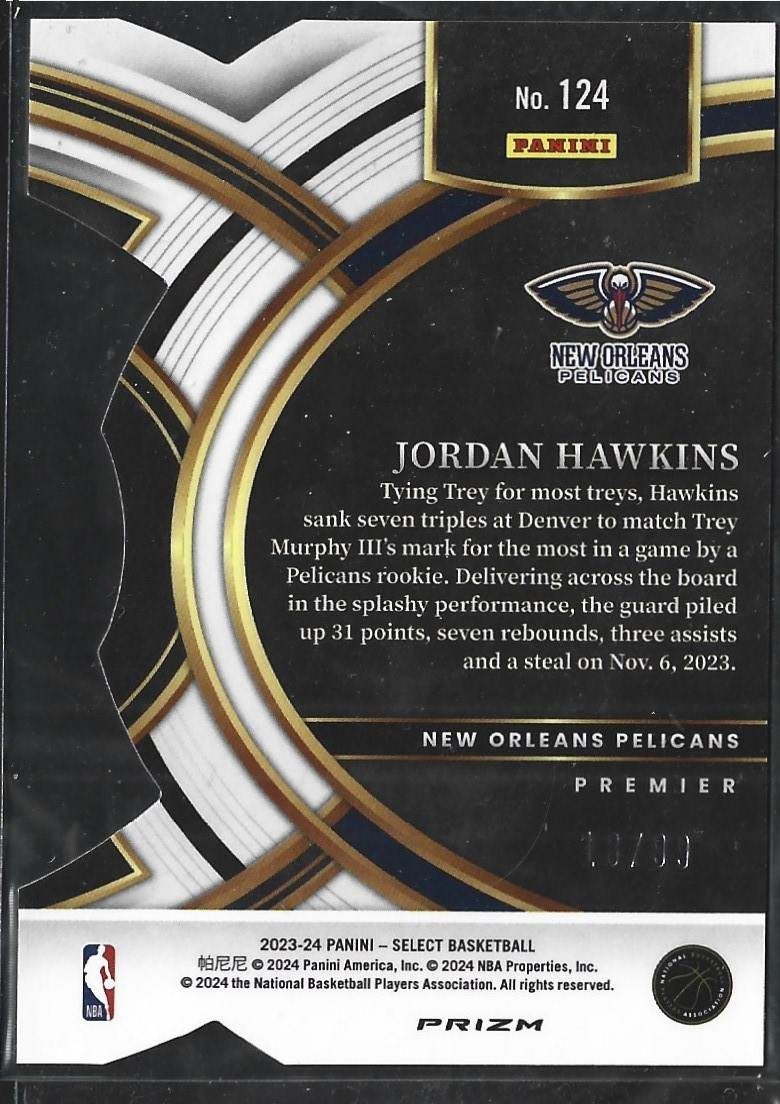 No. 124
PANINI
NEW ORLEANS
PELICANS
JORDAN HAWKINS
Tying Trey for most treys, Hawkins
sank seven triples at Denver to match Trey
Murphy III's mark for the most in a game by a
Pelicans rookie. Delivering across the board
in the splashy performance, the guard piled
up 31 points, seven rebounds, three assists
and a steal on Nov. 6, 2023.
NEW ORLEANS PELICANS
PREMIER
2023-24 PANINI – SELECT BASKETBALL
帕尼尼 © 2024 Panini America, Inc. © 2024 NBA Properties, Inc.
© 2024 the National Basketball Players Association. All rights reserved.
NBA
NATIONAL BASKETBALL
PLAYERS ASSOCIATION
PRIZM